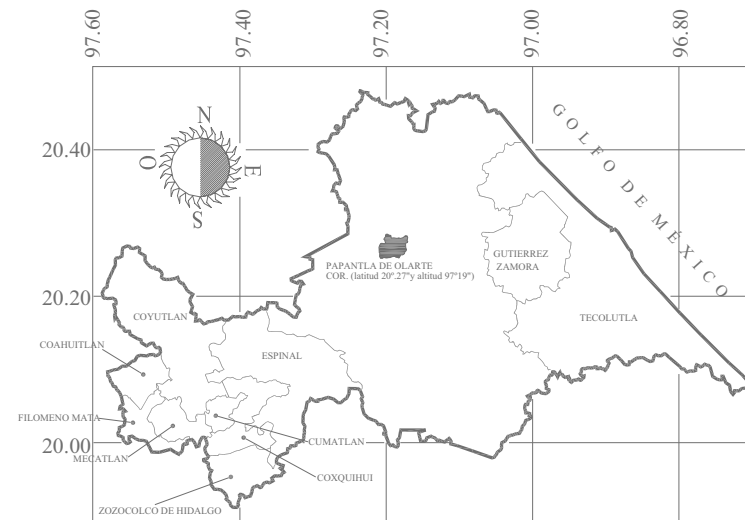 97.60
97.40
97.20
97.00
96.80
20.40
20.20
20.00
N
O
E
S
GOLFO DE MÉXICO
GUTIERREZ
ZAMORA
PAPANTLA DE OLARTE
COR. (latitud 20º.27"y altitud 97º19")
COYUTLAN
TECOLUTLA
COAHUITLAN
ESPINAL
FILOMENO MATA
MECATLAN
CUMATLAN
COXQUIHUI
ZOZOCOLCO DE HIDALGO